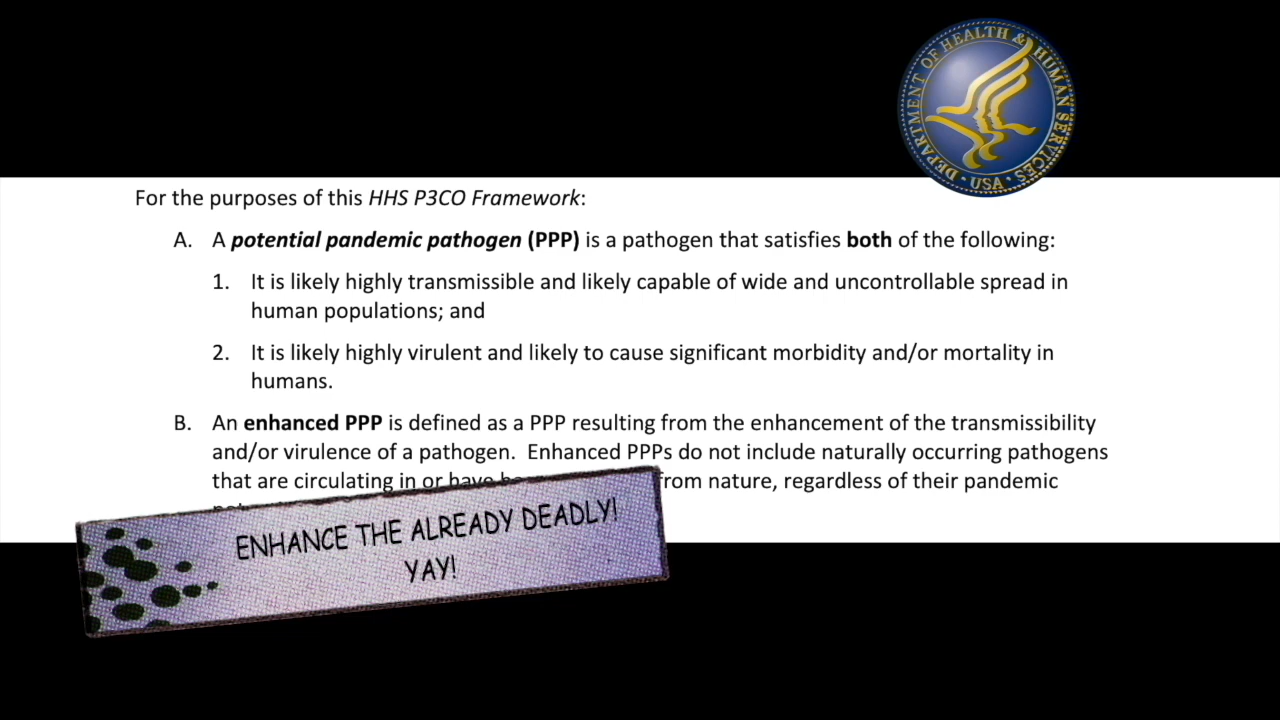 DEPARTMENT OF HEALTH & HUMAN SERVICES · USA ·
For the purposes of this HHS P3CO Framework:
A. A potential pandemic pathogen (PPP) is a pathogen that satisfies both of the following:
1. It is likely highly transmissible and likely capable of wide and uncontrollable spread in
human populations; and
2. It is likely highly virulent and likely to cause significant morbidity and/or mortality in
humans.
B. An enhanced PPP is defined as a PPP resulting from the enhancement of the transmissibility
and/or virulence of a pathogen. Enhanced PPPs do not include naturally occurring pathogens
that are circulating in or have from nature, regardless of their pandemic
ENHANCE THE ALREADY DEADLY!
YAY!